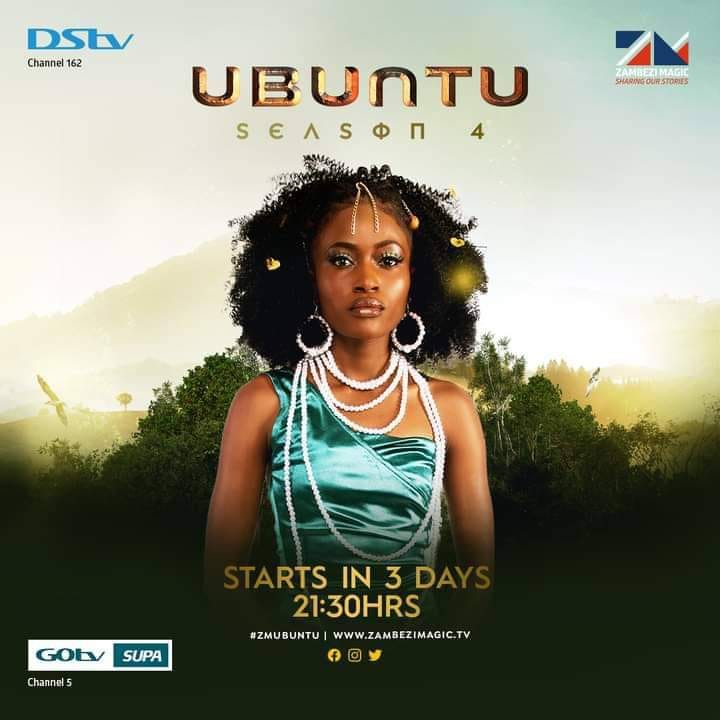 DStv
Channel 162
ZM
ZAMBEZI MAGIC
SHARING OUR STORIES
UBUNTU
SЄΛSФП 4
STARTS IN 3 DAYS
21:30HRS
#ZMUBUNTU | WWW.ZAMBEZIMAGIC.TV
GOtv SUPA
Channel 5